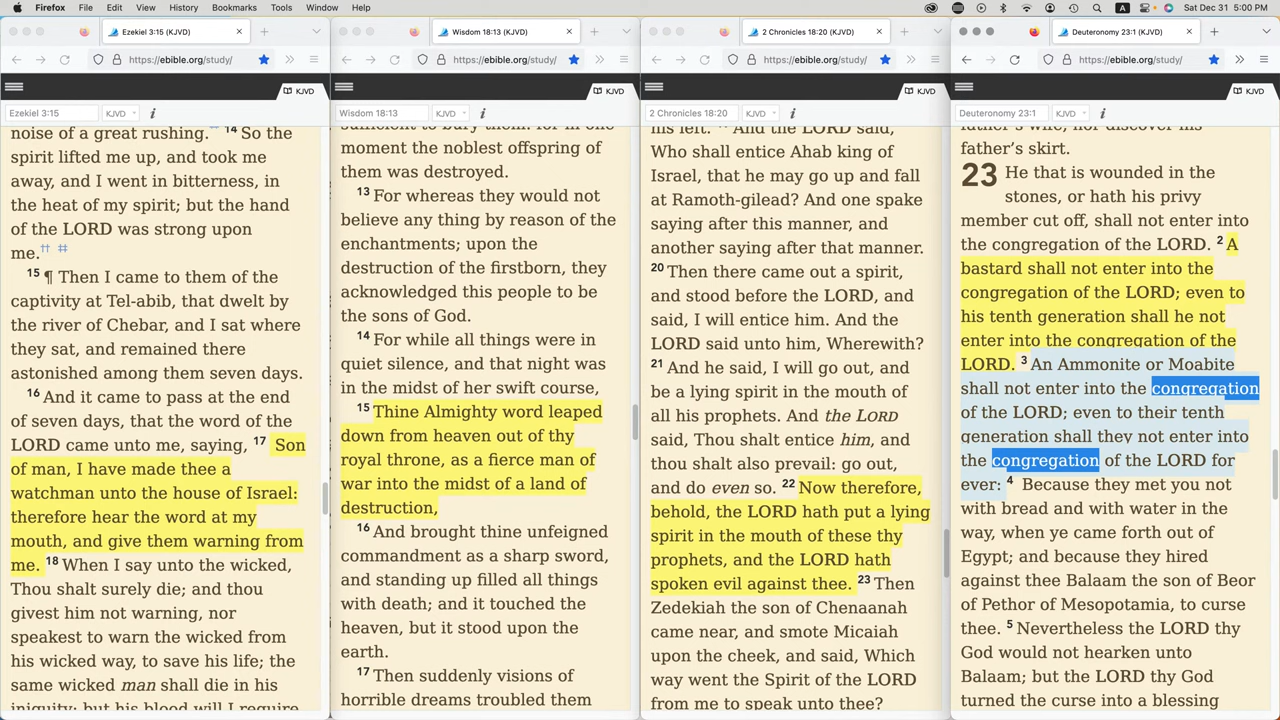 Firefox File Edit View History Bookmarks Tools Window Help
A
Sat Dec 31 5:00 PM
Ezekiel 3:15 (KJVD)
https://ebible.org/study/
KJVD
Ezekiel 3:15 KJVD i
noise of a great rushing. †† 14 So the
spirit lifted me up, and took me
away, and I went in bitterness, in
the heat of my spirit; but the hand
of the LORD was strong upon
me.†† ‡‡
15 ¶ Then I came to them of the
captivity at Tel-abib, that dwelt by
the river of Chebar, and I sat where
they sat, and remained there
astonished among them seven days.
16 And it came to pass at the end
of seven days, that the word of the
LORD came unto me, saying, 17 Son
of man, I have made thee a
watchman unto the house of Israel:
therefore hear the word at my
mouth, and give them warning from
me. 18 When I say unto the wicked,
Thou shalt surely die; and thou
givest him not warning, nor
speakest to warn the wicked from
his wicked way, to save his life; the
same wicked man shall die in his
iniquity; but his blood will I require
Wisdom 18:13 (KJVD)
https://ebible.org/study/
KJVD
Wisdom 18:13 KJVD i
sufficient to bury them: for in one
moment the noblest offspring of
them was destroyed.
13 For whereas they would not
believe any thing by reason of the
enchantments; upon the
destruction of the firstborn, they
acknowledged this people to be
the sons of God.
14 For while all things were in
quiet silence, and that night was
in the midst of her swift course,
15 Thine Almighty word leaped
down from heaven out of thy
royal throne, as a fierce man of
war into the midst of a land of
destruction,
16 And brought thine unfeigned
commandment as a sharp sword,
and standing up filled all things
with death; and it touched the
heaven, but it stood upon the
earth.
17 Then suddenly visions of
horrible dreams troubled them
2 Chronicles 18:20 (KJVD)
https://ebible.org/study/
KJVD
2 Chronicles 18:20 KJVD i
his left. 19 And the LORD said,
Who shall entice Ahab king of
Israel, that he may go up and fall
at Ramoth-gilead? And one spake
saying after this manner, and
another saying after that manner.
20 Then there came out a spirit,
and stood before the LORD, and
said, I will entice him. And the
LORD said unto him, Wherewith?
21 And he said, I will go out, and
be a lying spirit in the mouth of
all his prophets. And the LORD
said, Thou shalt entice him, and
thou shalt also prevail: go out,
and do even so. 22 Now therefore,
behold, the LORD hath put a lying
spirit in the mouth of these thy
prophets, and the LORD hath
spoken evil against thee. 23 Then
Zedekiah the son of Chenaanah
came near, and smote Micaiah
upon the cheek, and said, Which
way went the Spirit of the LORD
from me to speak unto thee?
Deuteronomy 23:1 (KJVD)
https://ebible.org/study/
KJVD
Deuteronomy 23:1 KJVD i
father's wife, nor discover his
father's skirt.
23 He that is wounded in the
stones, or hath his privy
member cut off, shall not enter into
the congregation of the LORD. 2 A
bastard shall not enter into the
congregation of the LORD; even to
his tenth generation shall he not
enter into the congregation of the
LORD. 3 An Ammonite or Moabite
shall not enter into the congregation
of the LORD; even to their tenth
generation shall they not enter into
the congregation of the LORD for
ever: 4 Because they met you not
with bread and with water in the
way, when ye came forth out of
Egypt; and because they hired
against thee Balaam the son of Beor
of Pethor of Mesopotamia, to curse
thee. 5 Nevertheless the LORD thy
God would not hearken unto
Balaam; but the LORD thy God
turned the curse into a blessing